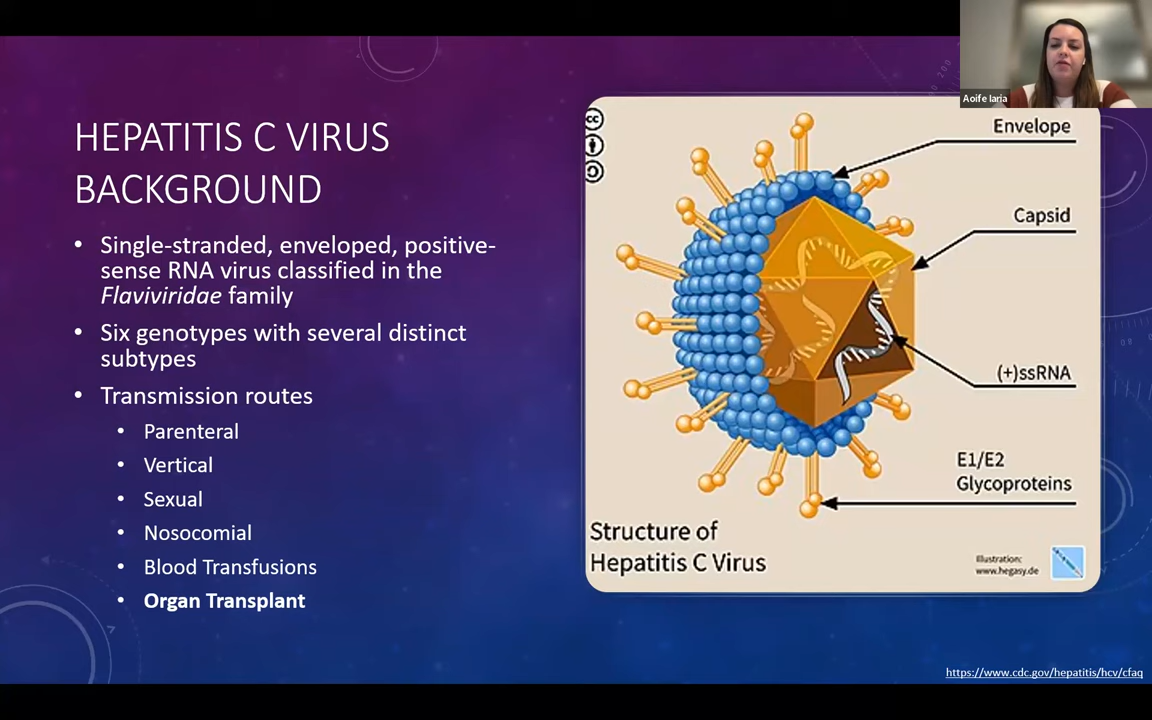 HEPATITIS C VIRUS
BACKGROUND
• Single-stranded, enveloped, positive-
sense RNA virus classified in the
Flaviviridae family
• Six genotypes with several distinct
subtypes
• Transmission routes
• Parenteral
• Vertical
• Sexual
• Nosocomial
• Blood Transfusions
• Organ Transplant
cc
Envelope
Capsid
(+)ssRNA
E1/E2
Glycoproteins
Structure of
Hepatitis C Virus
Illustration:
www.hegasy.de
Aoife Iaria
https://www.cdc.gov/hepatitis/hcv/cfaq